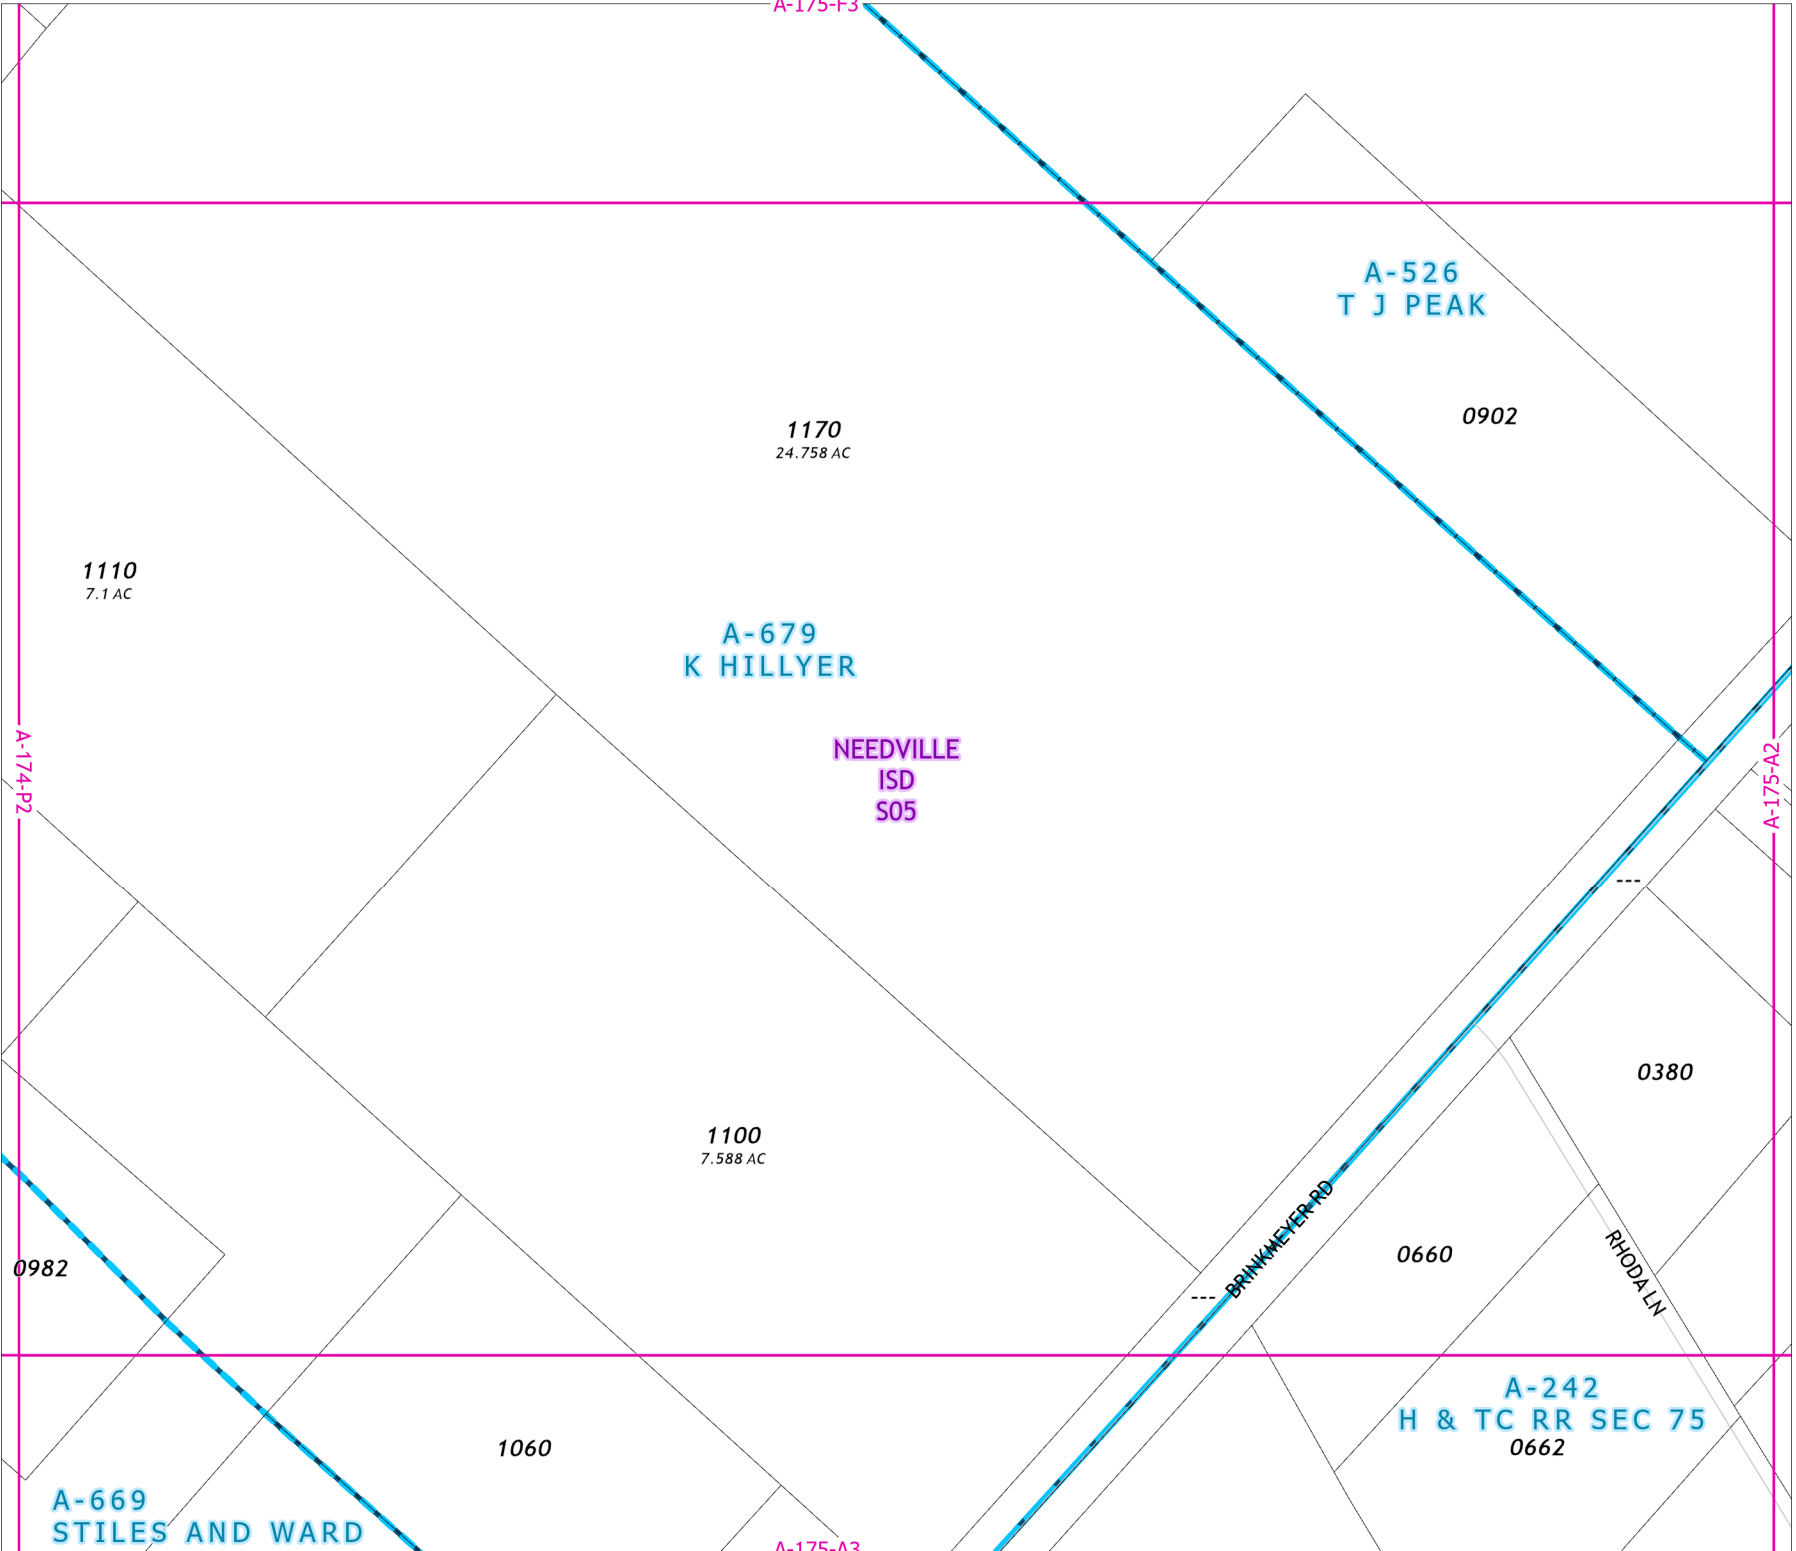 A-175-F3
A-526
T J PEAK
0902
1170
24.758 AC
1110
7.1 AC
A-679
K HILLYER
NEEDVILLE
ISD
S05
A-174-P2
A-175-A2
---
0380
1100
7.588 AC
BRINKMEYER RD
---
0660
RHODA LN
0982
A-242
H & TC RR SEC 75
0662
1060
A-669
STILES AND WARD
A-175-A3